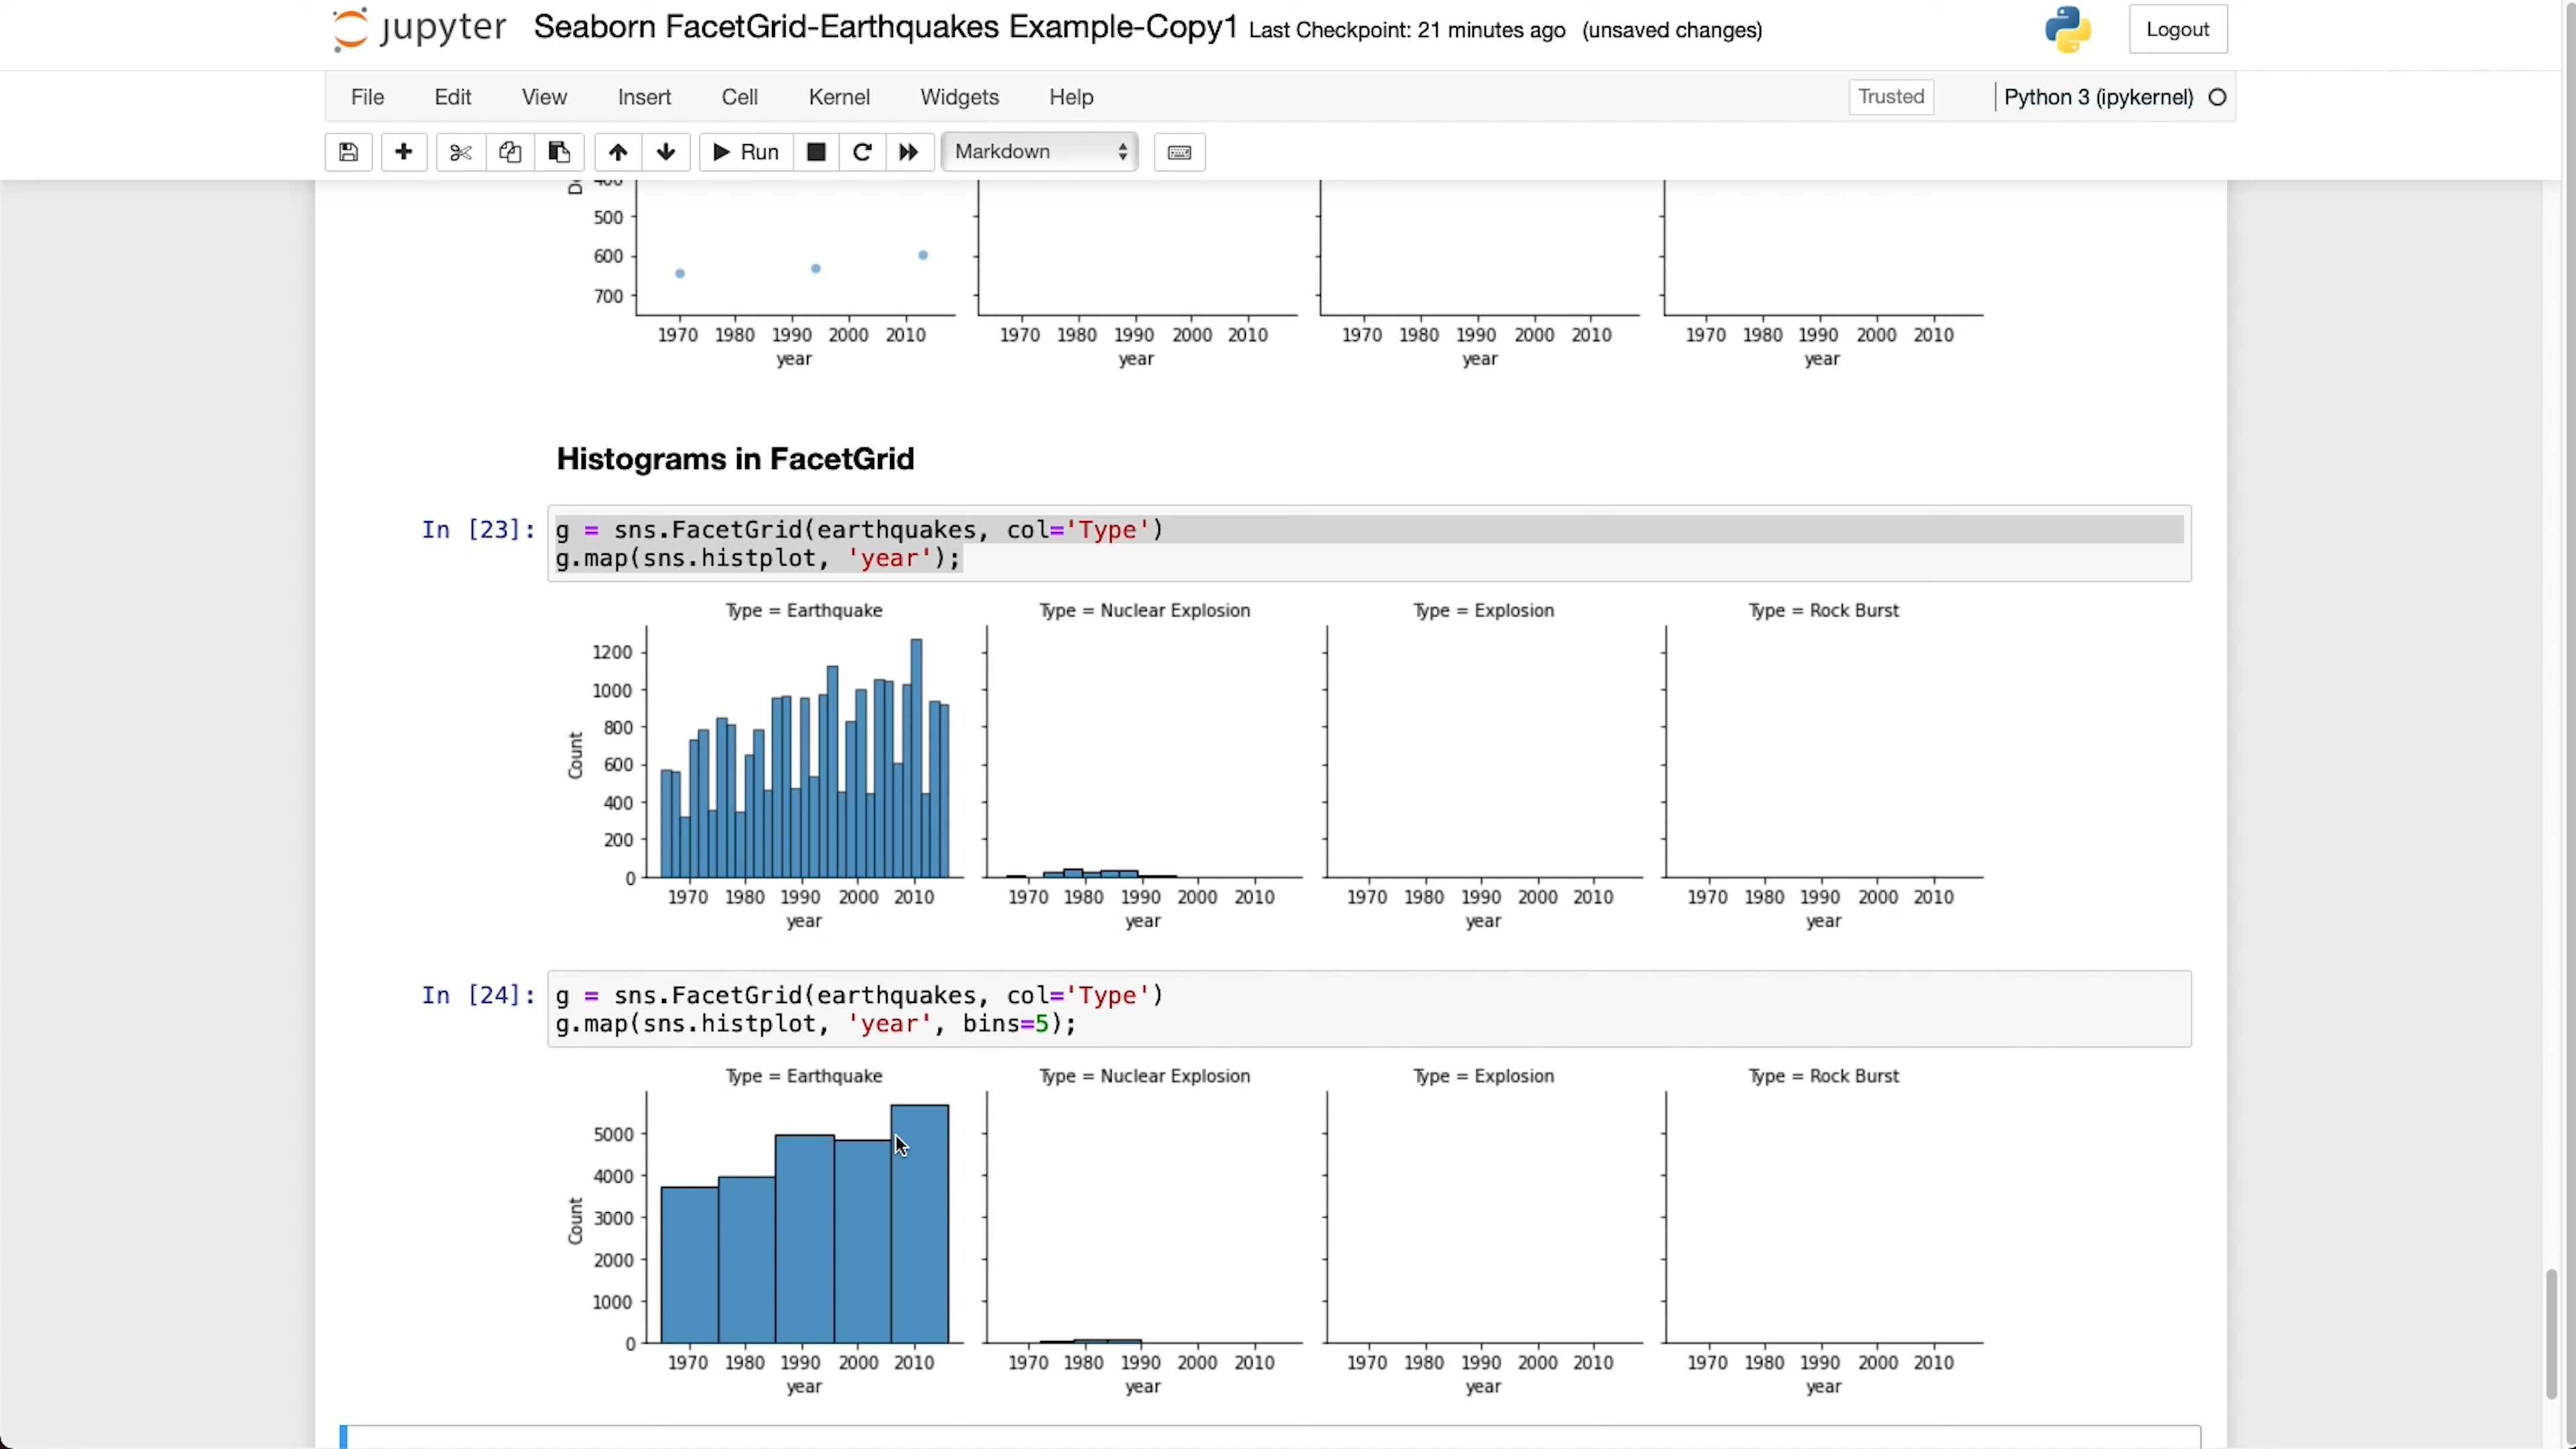 jupyter Seaborn FacetGrid-Earthquakes Example-Copy1 Last Checkpoint: 21 minutes ago (unsaved changes) Logout
File Edit View Insert Cell Kernel Widgets Help Trusted Python 3 (ipykernel)
Run Markdown
500
600
700
1970 1980 1990 2000 2010 1970 1980 1990 2000 2010 1970 1980 1990 2000 2010 1970 1980 1990 2000 2010
year year year year
Histograms in FacetGrid
In [23]: g = sns.FacetGrid(earthquakes, col='Type')
g.map(sns.histplot, 'year');
Type = Earthquake Type = Nuclear Explosion Type = Explosion Type = Rock Burst
1200
1000
800
Count
600
400
200
0
1970 1980 1990 2000 2010 1970 1980 1990 2000 2010 1970 1980 1990 2000 2010 1970 1980 1990 2000 2010
year year year year
In [24]: g = sns.FacetGrid(earthquakes, col='Type')
g.map(sns.histplot, 'year', bins=5);
Type = Earthquake Type = Nuclear Explosion Type = Explosion Type = Rock Burst
5000
4000
Count
3000
2000
1000
0
1970 1980 1990 2000 2010 1970 1980 1990 2000 2010 1970 1980 1990 2000 2010 1970 1980 1990 2000 2010
year year year year